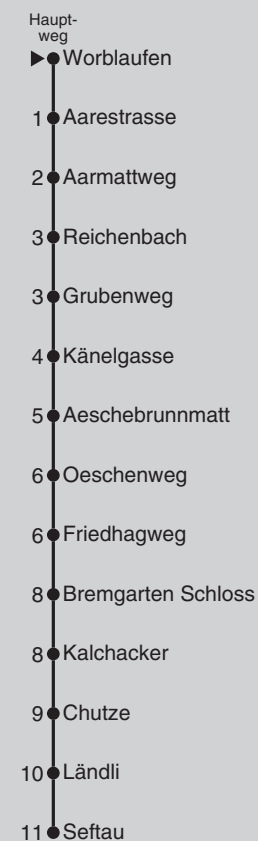 Haupt-
weg
Worblaufen
1 Aarestrasse
2 Aarmattweg
3 Reichenbach
3 Grubenweg
4 Känelgasse
5 Aeschebrunnmatt
6 Oeschenweg
6 Friedhagweg
8 Bremgarten Schloss
8 Kalchacker
9 Chutze
10 Ländli
11 Seftau